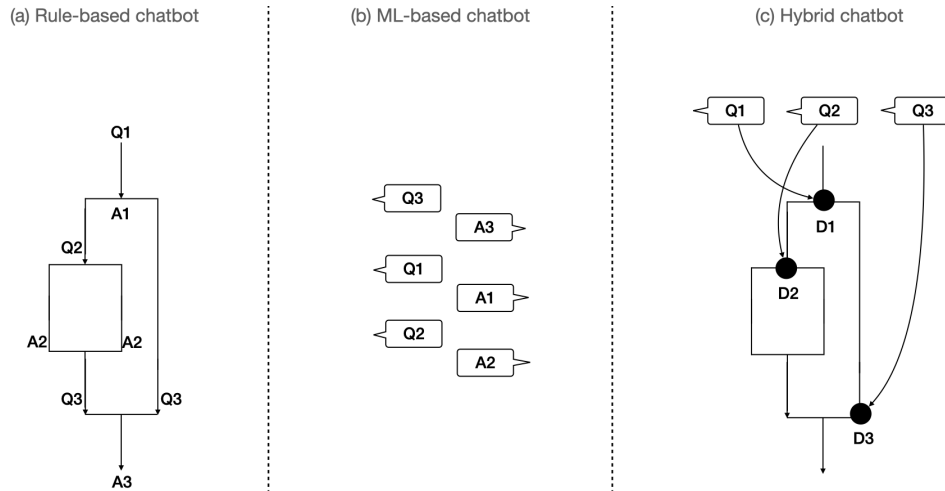 (a) Rule-based chatbot
Q1
A1
Q2
A2 A2
Q3 Q3
A3
(b) ML-based chatbot
Q3
A3
Q1
A1
Q2
A2
(c) Hybrid chatbot
Q1 Q2 Q3
D1
D2
D3